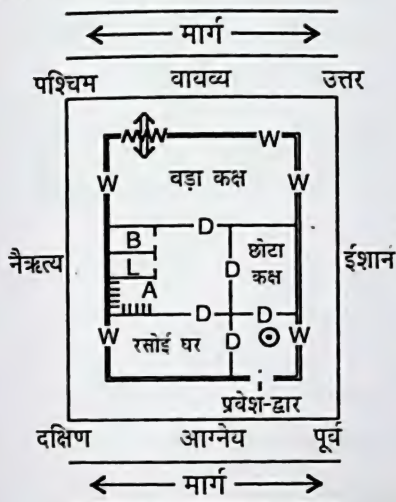 मार्ग
पश्चिम वायव्य उत्तर
W
वड़ा कक्ष
W W
B D
L D छोटा कक्ष
नैऋत्य ईशान
A
D D
W W
रसोई घर D
प्रवेश-द्वार
दक्षिण आग्नेय पूर्व
मार्ग